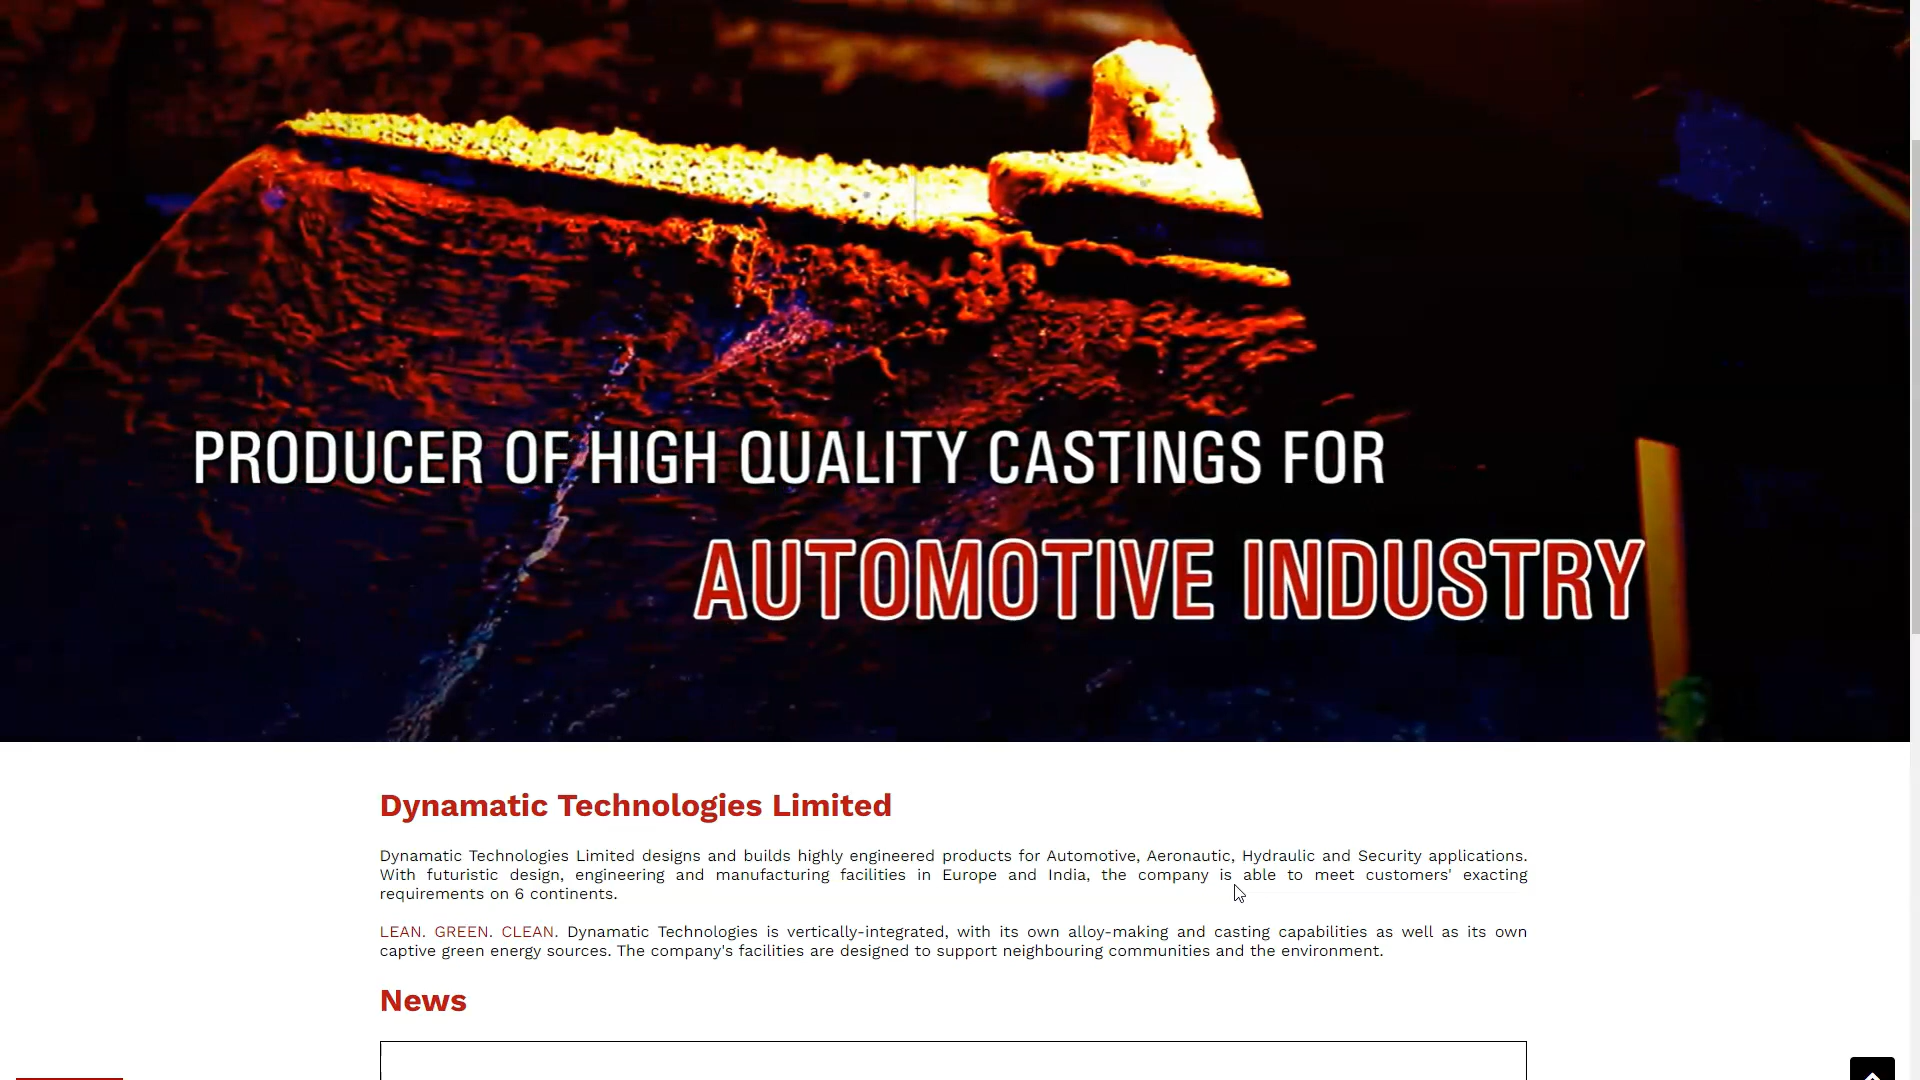 PRODUCER OF HIGH QUALITY CASTINGS FOR
AUTOMOTIVE INDUSTRY
Dynamatic Technologies Limited
Dynamatic Technologies Limited designs and builds highly engineered products for Automotive, Aeronautic, Hydraulic and Security applications.
With futuristic design, engineering and manufacturing facilities in Europe and India, the company is able to meet customers' exacting
requirements on 6 continents.
LEAN. GREEN. CLEAN. Dynamatic Technologies is vertically-integrated, with its own alloy-making and casting capabilities as well as its own
captive green energy sources. The company's facilities are designed to support neighbouring communities and the environment.
News